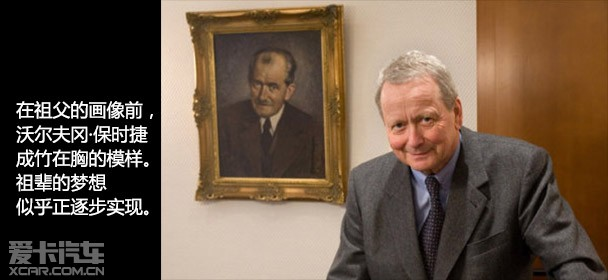 在祖父的画像前，
沃尔夫冈·保时捷
成竹在胸的模样。
祖辈的梦想
似乎正逐步实现。
爱卡汽车
XCAR.COM.CN